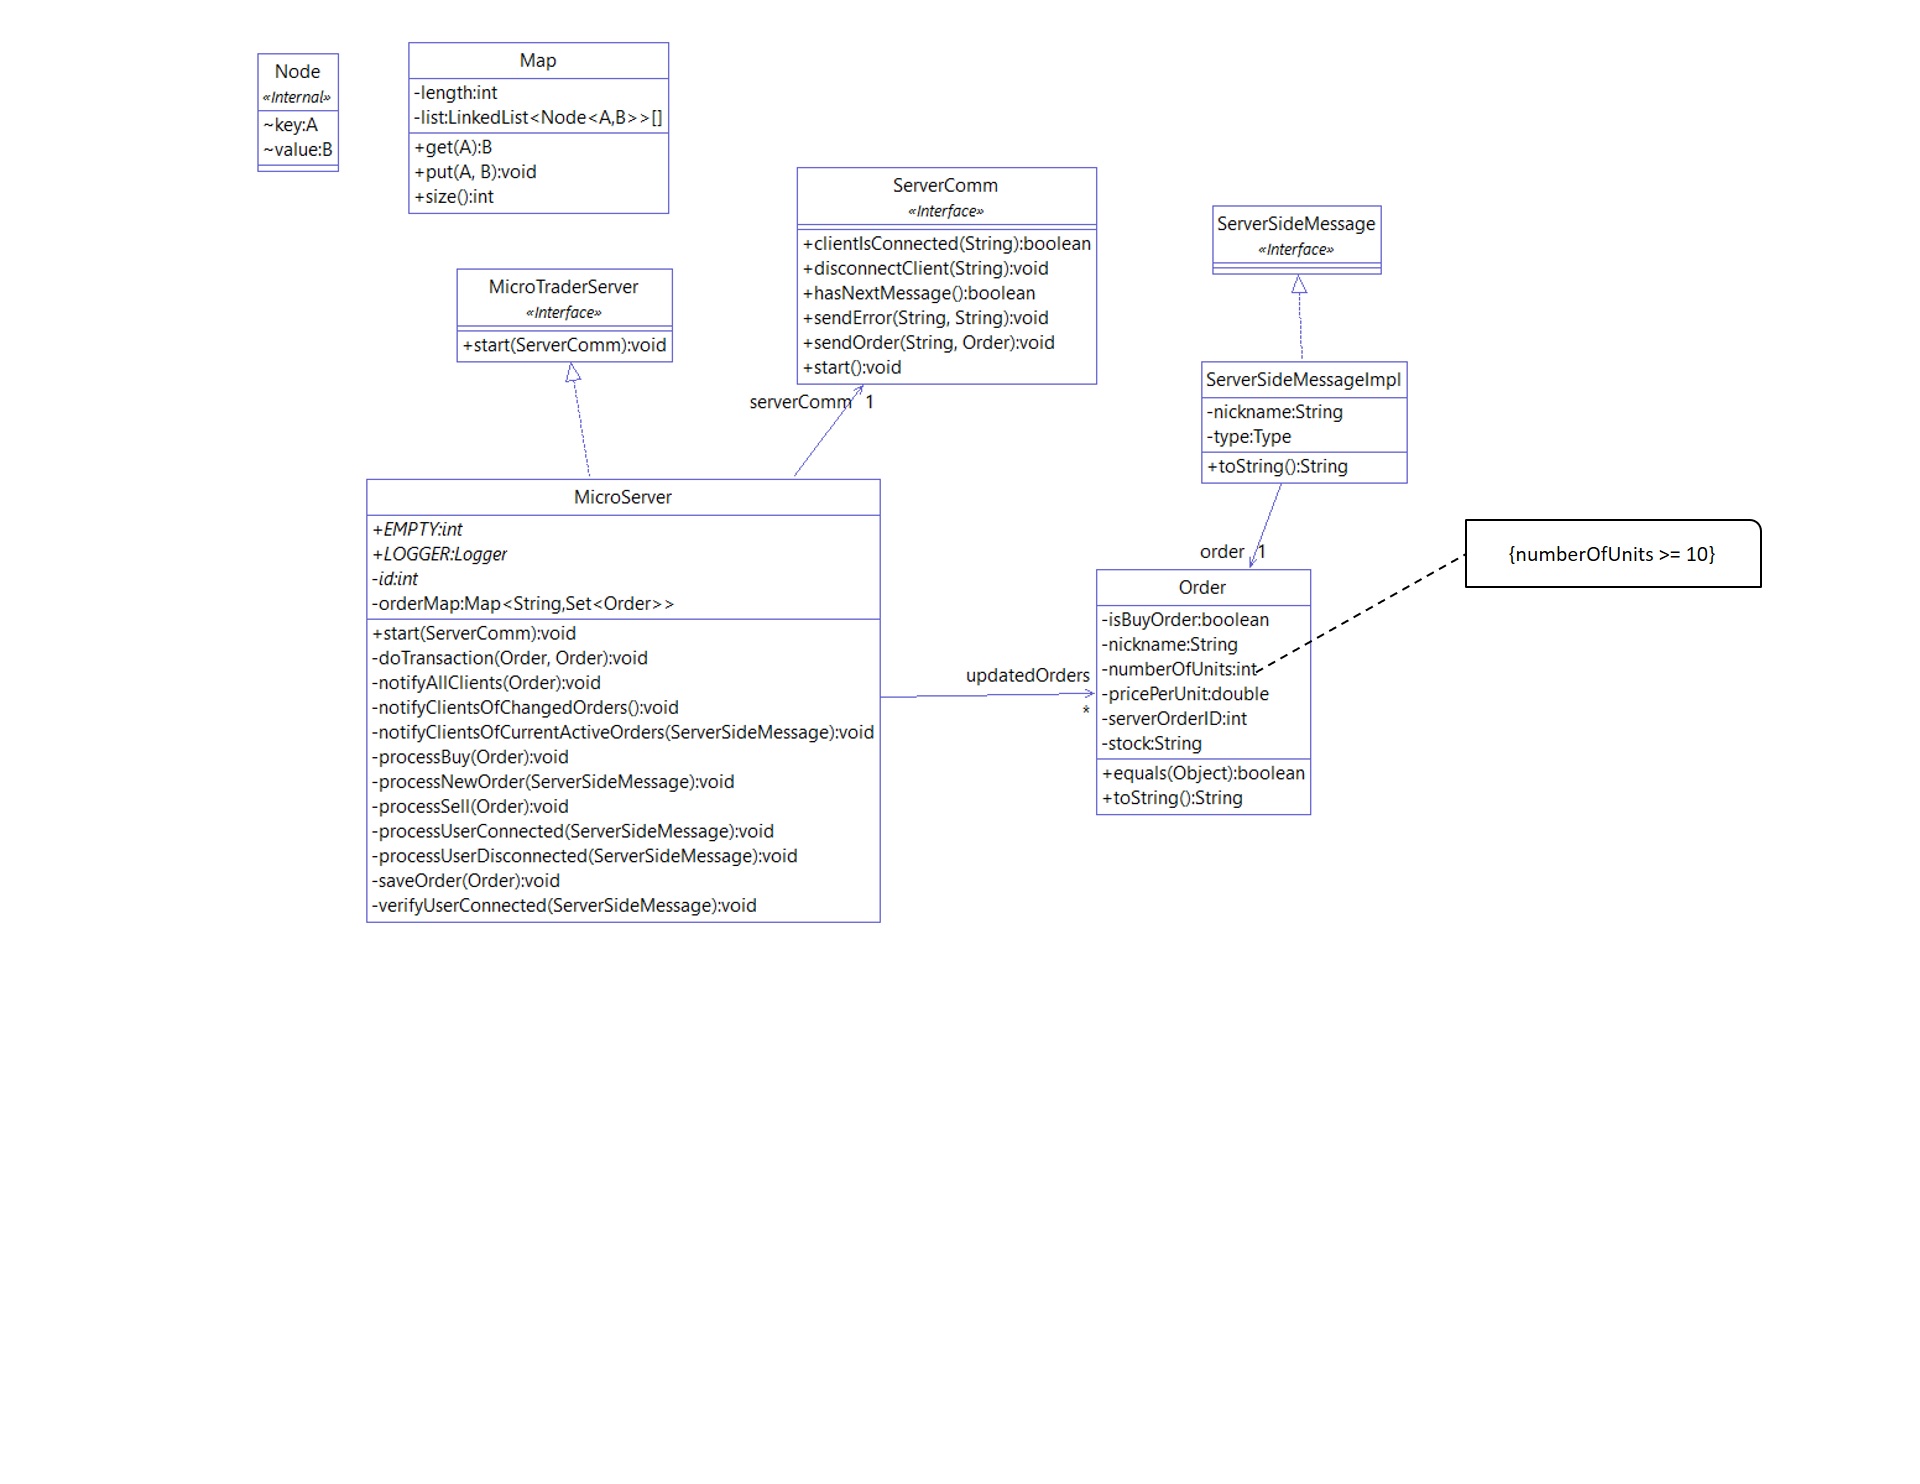 Node
«Internal»
~key:A
~value:B
Map
-length:int
-list:LinkedList<Node<A,B>>[]
+get(A):B
+put(A, B):void
+size():int
ServerComm
«Interface»
+clientIsConnected(String):boolean
+disconnectClient(String):void
+hasNextMessage():boolean
+sendError(String, String):void
+sendOrder(String, Order):void
+start():void
ServerSideMessage
«Interface»
MicroTraderServer
«Interface»
+start(ServerComm):void
serverComm 1
ServerSideMessageImpl
-nickname:String
-type:Type
+toString():String
MicroServer
+EMPTY:int
+LOGGER:Logger
-id:int
-orderMap:Map<String,Set<Order>>
+start(ServerComm):void
-doTransaction(Order, Order):void
-notifyAllClients(Order):void
-notifyClientsOfChangedOrders():void
-notifyClientsOfCurrentActiveOrders(ServerSideMessage):void
-processBuy(Order):void
-processNewOrder(ServerSideMessage):void
-processSell(Order):void
-processUserConnected(ServerSideMessage):void
-processUserDisconnected(ServerSideMessage):void
-saveOrder(Order):void
-verifyUserConnected(ServerSideMessage):void
updatedOrders
*
order 1
Order
-isBuyOrder:boolean
-nickname:String
-numberOfUnits:int
-pricePerUnit:double
-serverOrderID:int
-stock:String
+equals(Object):boolean
+toString():String
{numberOfUnits >= 10}